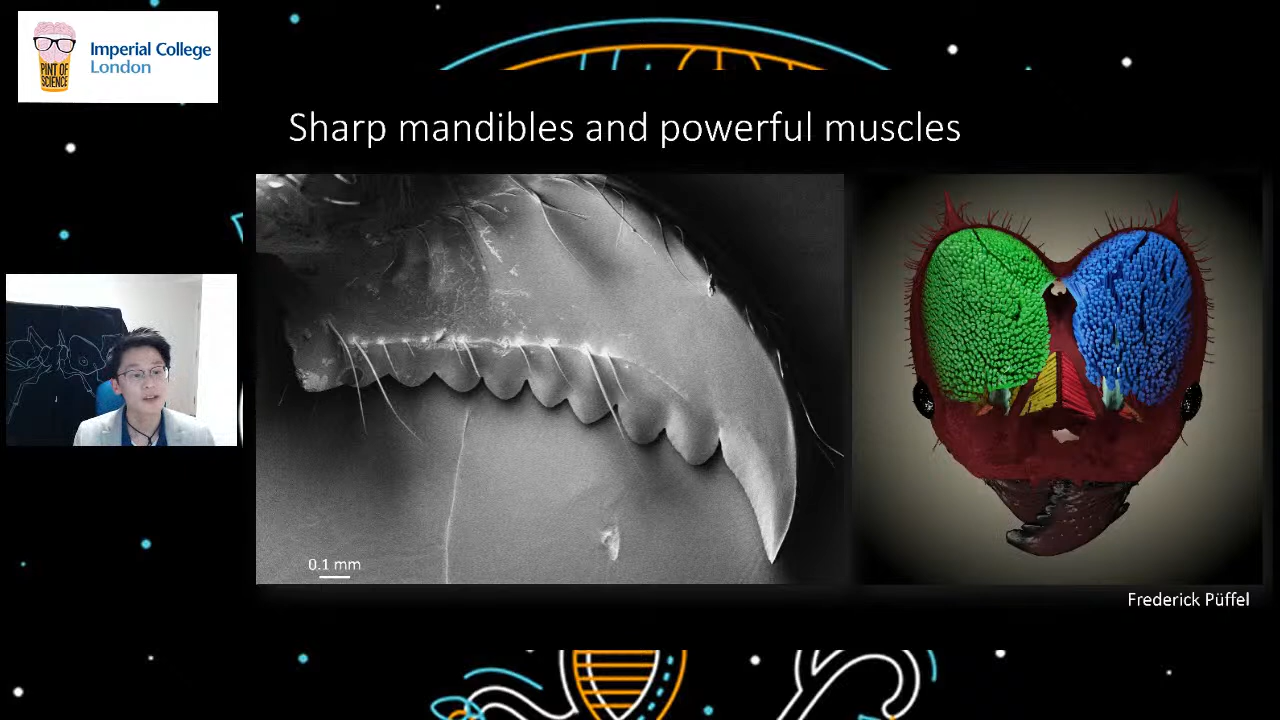 PINT OF
SCIENCE
Imperial College
London
Sharp mandibles and powerful muscles
0.1 mm
Frederick Püffel